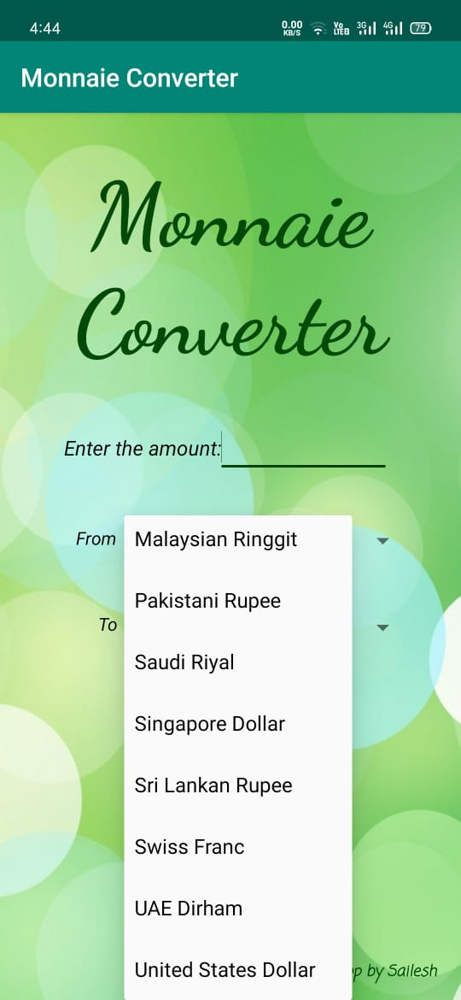 4:44
0.00
KB/S
Vo
LTE2
3G
4G
79
Monnaie Converter
Monnaie
Converter
Enter the amount:
From
Malaysian Ringgit
Pakistani Rupee
To
Saudi Riyal
Singapore Dollar
Sri Lankan Rupee
Swiss Franc
UAE Dirham
United States Dollar
p by Sailesh